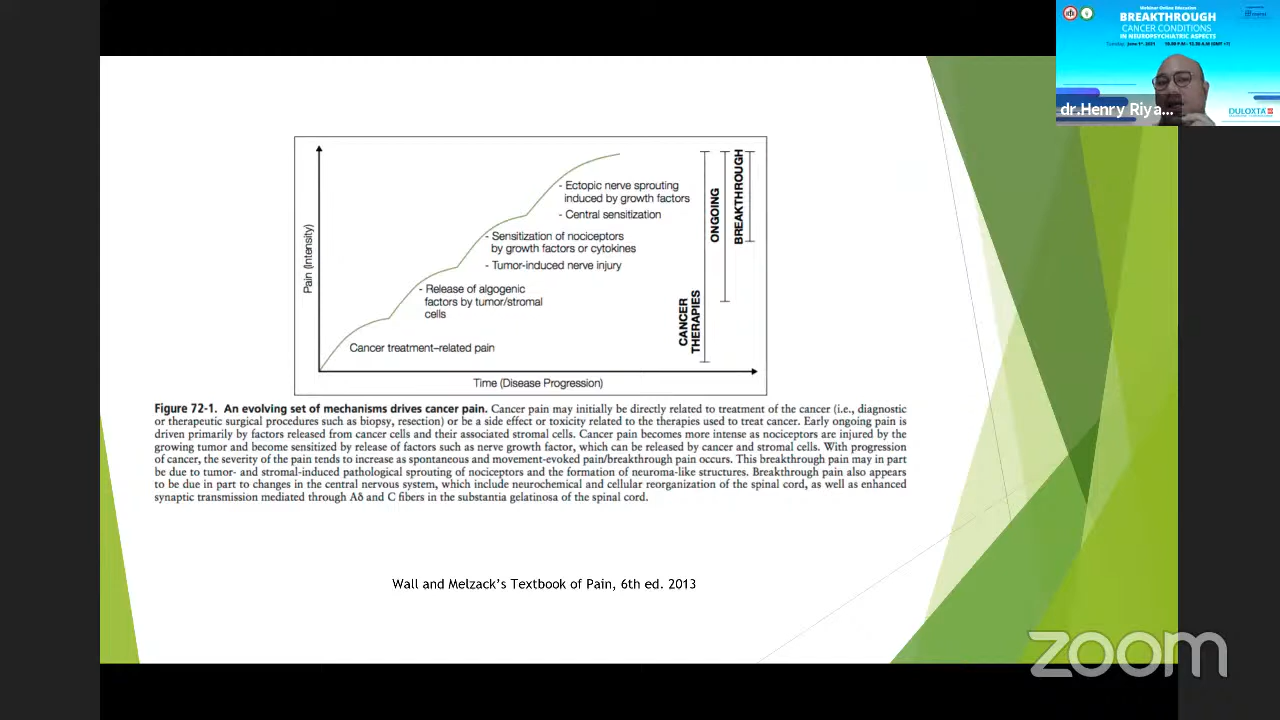 Webinar Online Education
BREAKTHROUGH
CANCER CONDITIONS
IN NEUROPSYCHIATRIC ASPECTS
Tuesday, June 1st, 2021
dr.Henry Riya...
DULOXTA
Pain (Intensity)
- Ectopic nerve sprouting
induced by growth factors
- Central sensitization
- Sensitization of nociceptors
by growth factors or cytokines
- Tumor-induced nerve injury
- Release of algogenic
factors by tumor/stromal
cells
Cancer treatment–related pain
CANCER
THERAPIES
ONGOING
BREAKTHROUGH
Time (Disease Progression)
Figure 72-1. An evolving set of mechanisms drives cancer pain. Cancer pain may initially be directly related to treatment of the cancer (i.e., diagnostic
or therapeutic surgical procedures such as biopsy, resection) or be a side effect or toxicity related to the therapies used to treat cancer. Early ongoing pain is
driven primarily by factors released from cancer cells and their associated stromal cells. Cancer pain becomes more intense as nociceptors are injured by the
growing tumor and become sensitized by release of factors such as nerve growth factor, which can be released by cancer and stromal cells. With progression
of cancer, the severity of the pain tends to increase as spontaneous and movement-evoked pain/breakthrough pain occurs. This breakthrough pain may in part
be due to tumor- and stromal-induced pathological sprouting of nociceptors and the formation of neuroma-like structures. Breakthrough pain also appears
to be due in part to changes in the central nervous system, which include neurochemical and cellular reorganization of the spinal cord, as well as enhanced
synaptic transmission mediated through Aδ and C fibers in the substantia gelatinosa of the spinal cord.
Wall and Melzack's Textbook of Pain, 6th ed. 2013
zoom